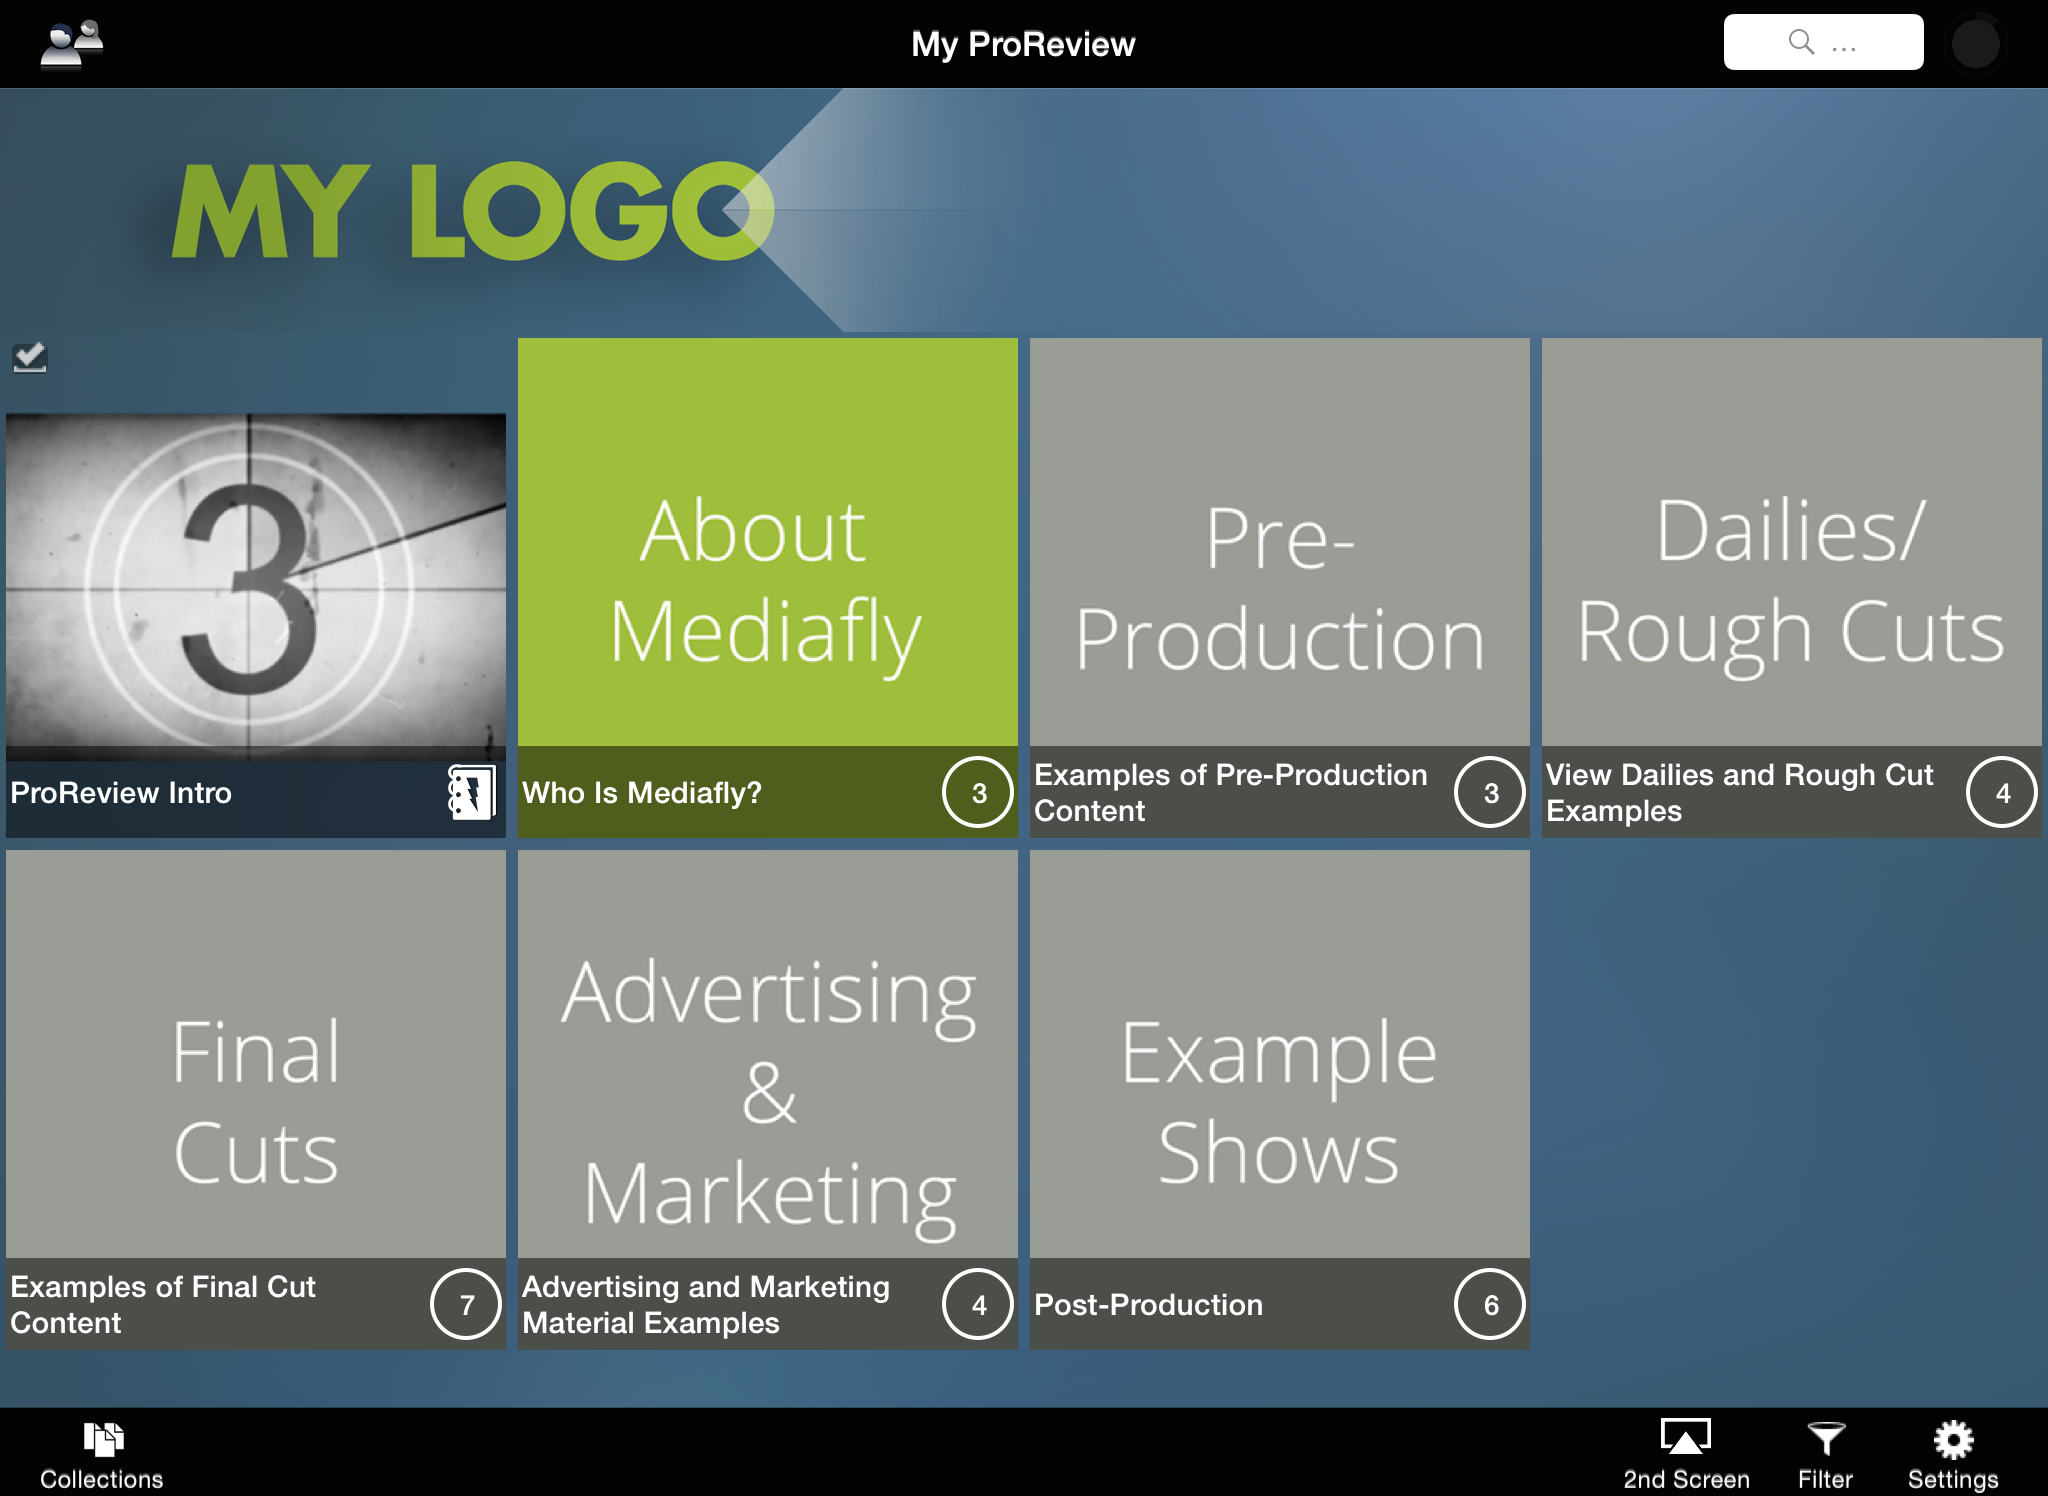 My ProReview
...
MY LOGO
3
ProReview Intro
About
Mediafly
Who Is Mediafly?
3
Pre-
Production
Examples of Pre-Production
Content
3
Dailies/
Rough Cuts
View Dailies and Rough Cut
Examples
4
Final
Cuts
Examples of Final Cut
Content
7
Advertising
&
Marketing
Advertising and Marketing
Material Examples
4
Example
Shows
Post-Production
6
Collections
2nd Screen
Filter
Settings